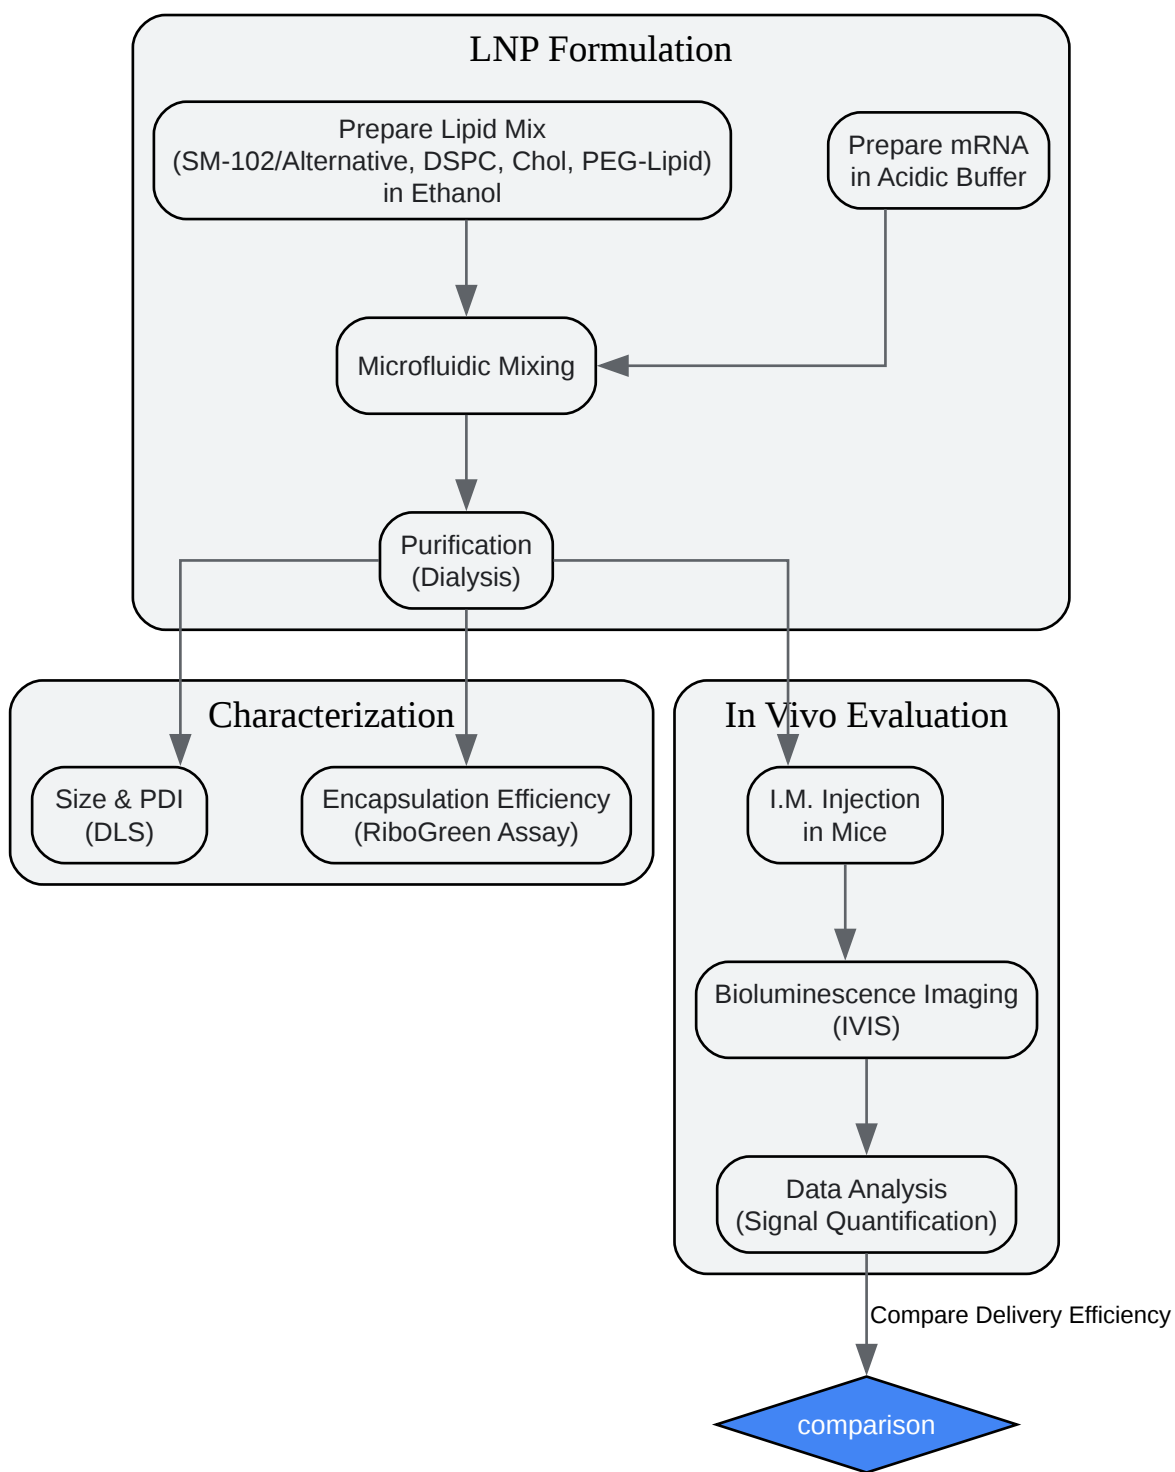 LNP Formulation
Prepare Lipid Mix
(SM-102/Alternative, DSPC, Chol, PEG-Lipid)
in Ethanol
Prepare mRNA
in Acidic Buffer
Microfluidic Mixing
Purification
(Dialysis)
Characterization
Size & PDI
(DLS)
Encapsulation Efficiency
(RiboGreen Assay)
In Vivo Evaluation
I.M. Injection
in Mice
Bioluminescence Imaging
(IVIS)
Data Analysis
(Signal Quantification)
Compare Delivery Efficiency
comparison